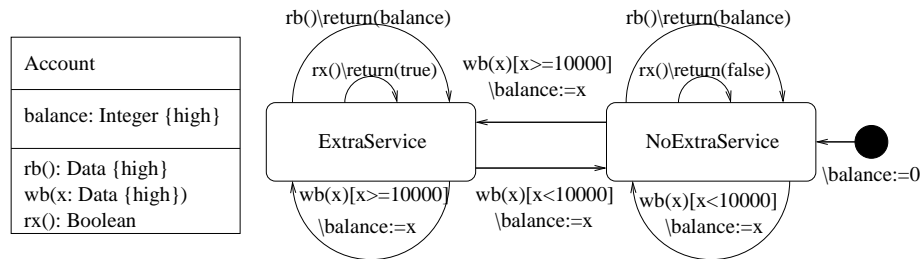 Account
balance: Integer {high}
rb(): Data {high}
wb(x: Data {high})
rx(): Boolean
rb()\return(balance)
rx()\return(true)
ExtraService
wb(x)[x>=10000]
\balance:=x
wb(x)[x>=10000]
\balance:=x
wb(x)[x<10000]
\balance:=x
rb()\return(balance)
rx()\return(false)
NoExtraService
wb(x)[x<10000]
\balance:=x
\balance:=0